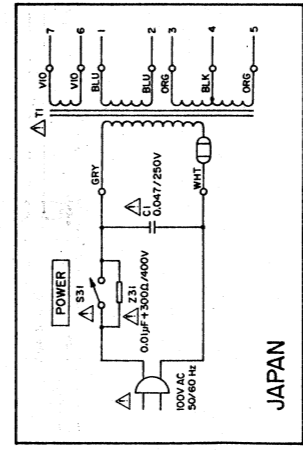 POWER
S31
Z31
0.01µF+300Ω/400V
100V AC
50/60 Hz
C1
0.047/250V
GRY
WHT
T1
VIO 7
VIO 6
BLU 1
BLU 2
ORG 3
BLK 4
ORG 5
JAPAN